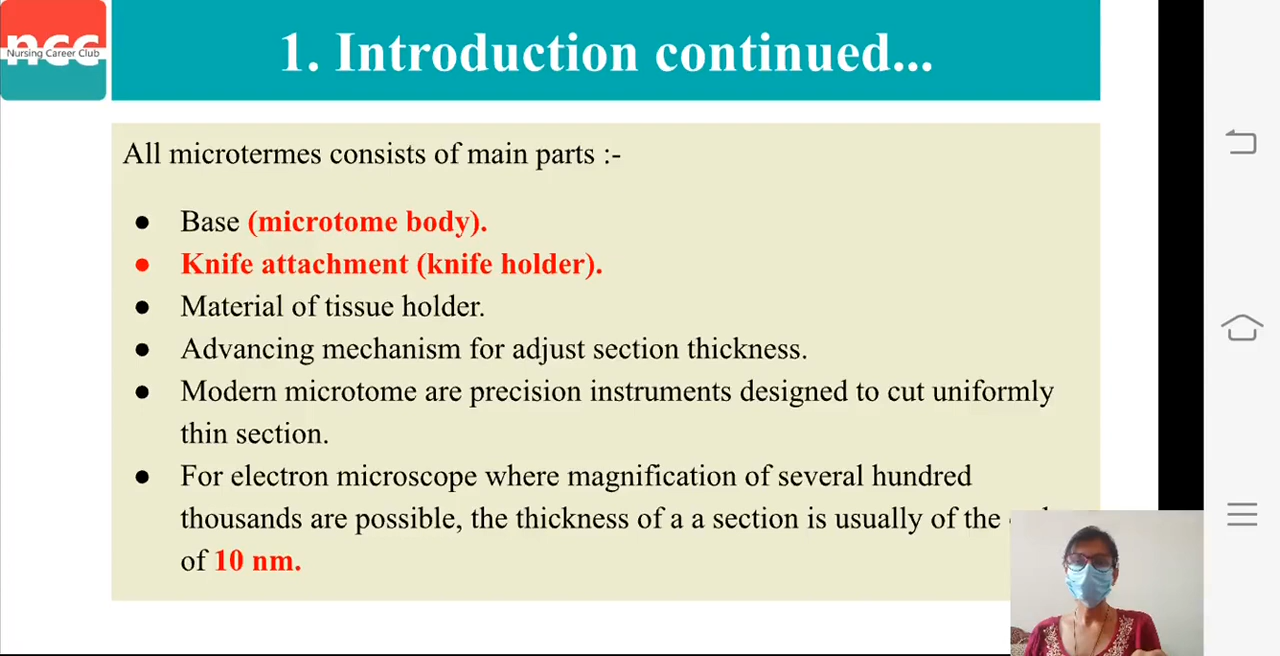 ncc
Nursing Career Club
1. Introduction continued...
All microtermes consists of main parts :-
● Base (microtome body).
● Knife attachment (knife holder).
● Material of tissue holder.
● Advancing mechanism for adjust section thickness.
● Modern microtome are precision instruments designed to cut uniformly
thin section.
● For electron microscope where magnification of several hundred
thousands are possible, the thickness of a a section is usually of the
of 10 nm.